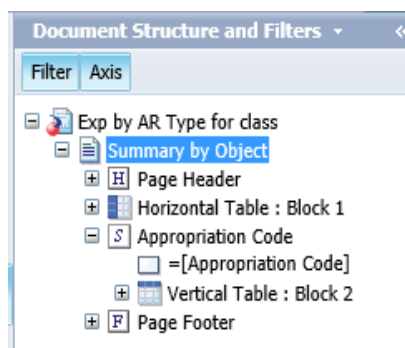 Document Structure and Filters
Filter Axis
Exp by AR Type for class
Summary by Object
H Page Header
Horizontal Table : Block 1
S Appropriation Code
=[Appropriation Code]
Vertical Table : Block 2
F Page Footer